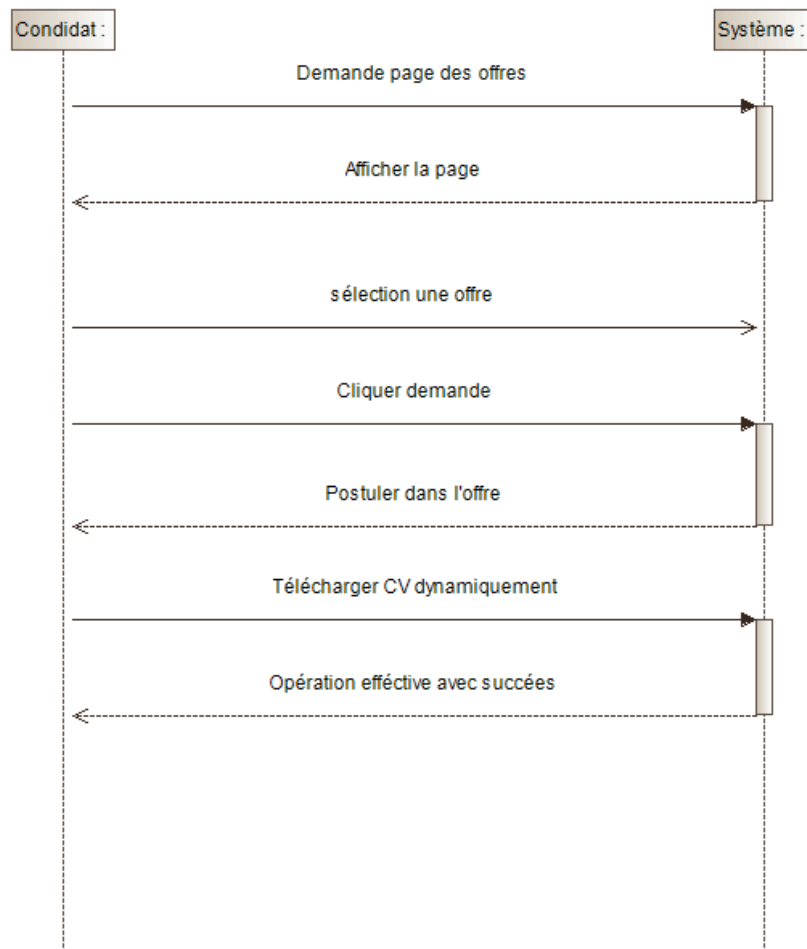 Condidat :
Système :
Demande page des offres
Afficher la page
sélection une offre
Cliquer demande
Postuler dans l'offre
Télécharger CV dynamiquement
Opération efféctive avec succées